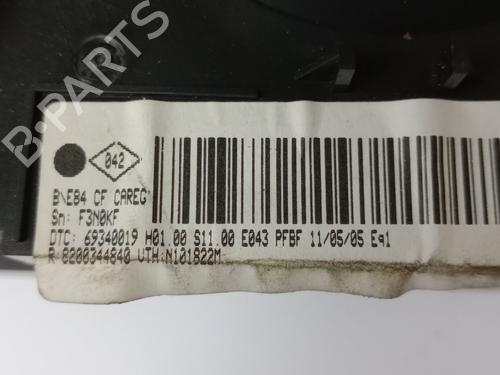 B-PARTS
042
B\E84 CF CAREG
Sn: F3N0KF
DTC: 69340019 H01.00 S11.00 E043 PFBF 11/05/05 Eq1
R 8200344840 VTH:N101822M